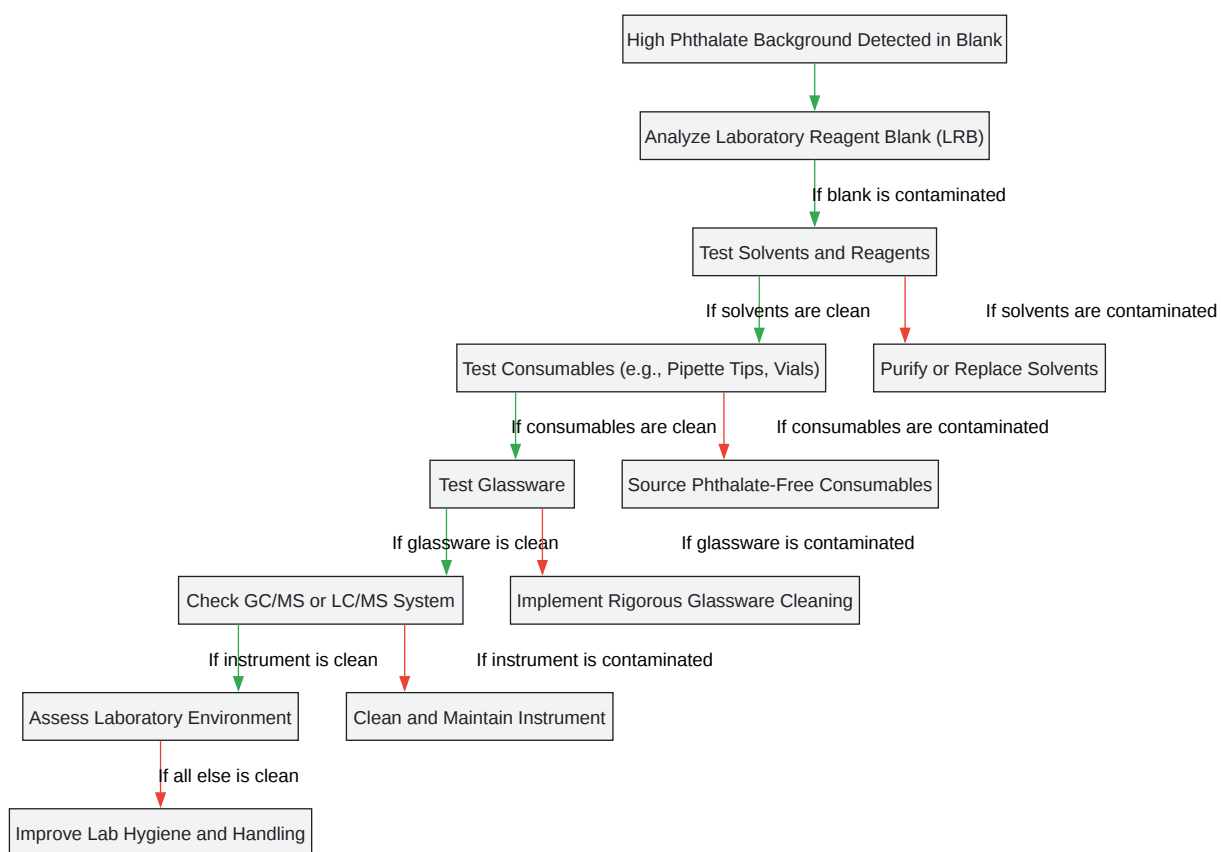 High Phthalate Background Detected in Blank
Analyze Laboratory Reagent Blank (LRB)
If blank is contaminated
Test Solvents and Reagents
If solvents are clean
If solvents are contaminated
Test Consumables (e.g., Pipette Tips, Vials)
Purify or Replace Solvents
If consumables are clean
If consumables are contaminated
Test Glassware
Source Phthalate-Free Consumables
If glassware is clean
If glassware is contaminated
Check GC/MS or LC/MS System
Implement Rigorous Glassware Cleaning
If instrument is clean
If instrument is contaminated
Assess Laboratory Environment
Clean and Maintain Instrument
If all else is clean
Improve Lab Hygiene and Handling